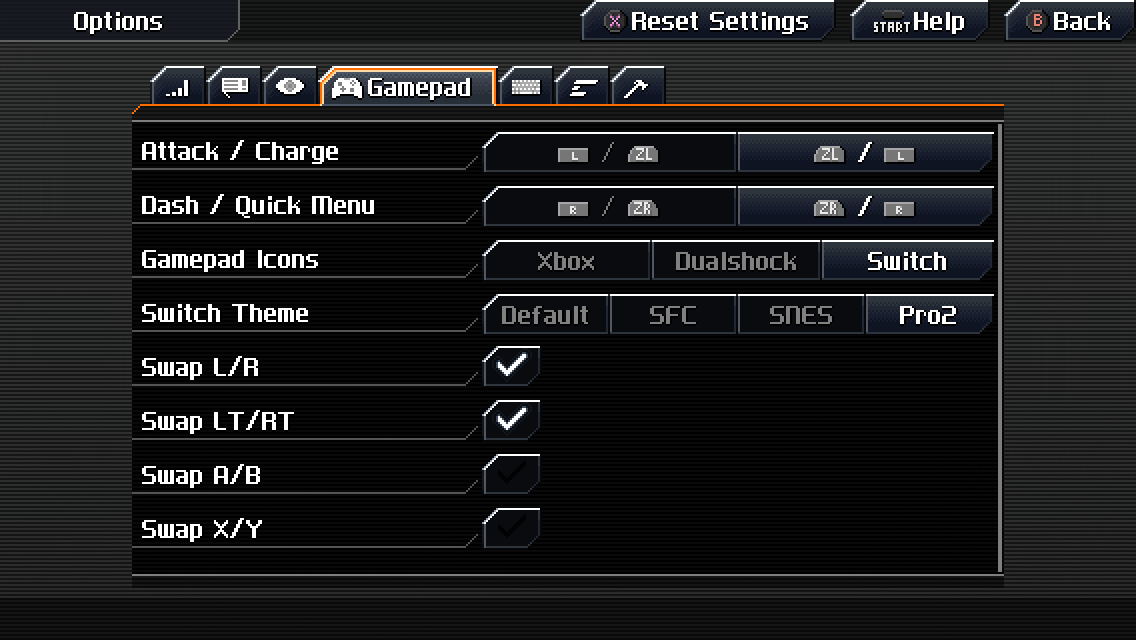 Options
X Reset Settings
START Help
B Back
Gamepad
Attack / Charge
L / ZL
ZL / L
Dash / Quick Menu
R / ZR
ZR / R
Gamepad Icons
Xbox
Dualshock
Switch
Switch Theme
Default
SFC
SNES
Pro2
Swap L/R
Swap LT/RT
Swap A/B
Swap X/Y